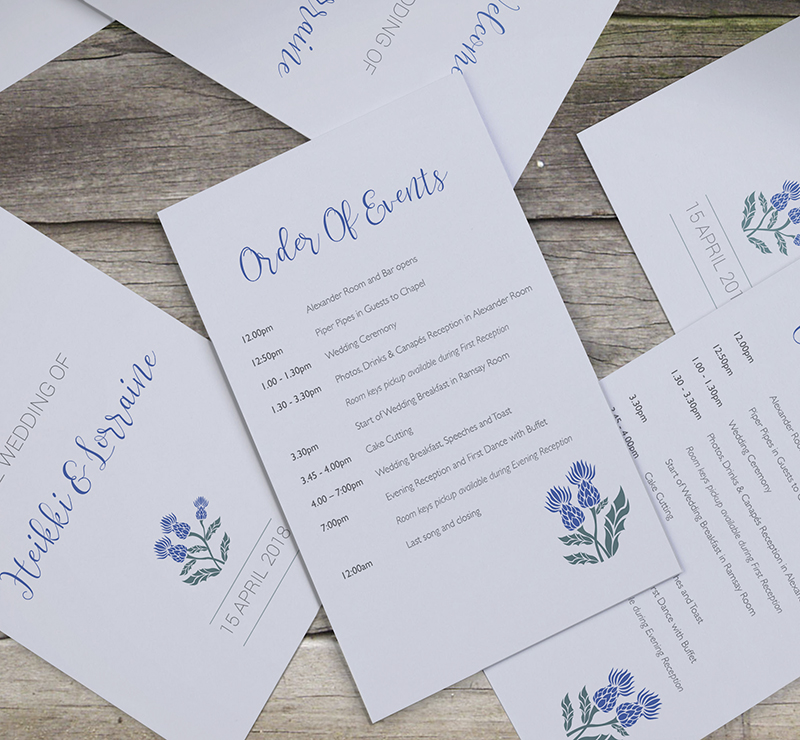 Welcome
WEDDING OF
Order Of Events
12.00pm Alexander Room and Bar opens
12:50pm Piper Pipes in Guests to Chapel
1.00 - 1.30pm Wedding Ceremony
1.30 - 3.30pm Photos, Drinks & Canapés Reception in Alexander Room
Room keys pickup available during First Reception
3.30pm Start of Wedding Breakfast in Ramsay Room
3.45 - 4.00pm Cake Cutting
4.00 – 7:00pm Wedding Breakfast, Speeches and Toast
7:00pm Evening Reception and First Dance with Buffet
Room keys pickup available during Evening Reception
12:00am Last song and closing
WEDDING OF
Heikki & Lorraine
15 APRIL 2018
15 APRIL 201
12.00pm Alexander Roo
12:50pm Piper Pipes in Guests to
1.00 - 1.30pm Wedding Ceremony
1.30 - 3.30pm Photos, Drinks & Canapés Reception in Alexa
Room keys pickup available during First Reception
3.30pm Start of Wedding Breakfast in Ramsay Room
3.45 - 4.00pm Cake Cutting
and Toast
First Dance with Buffet
during Evening Reception